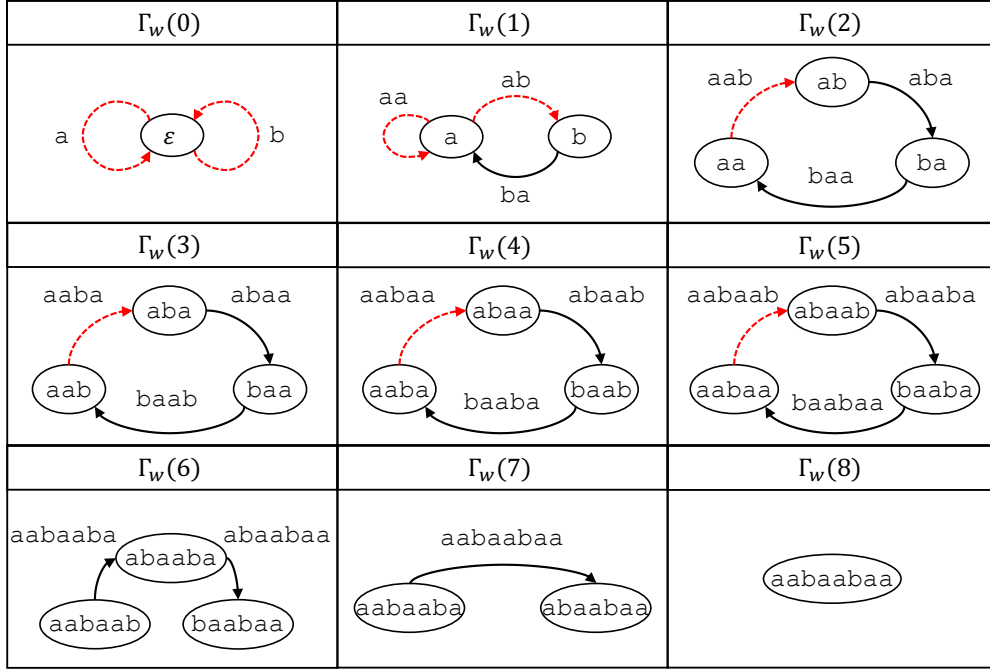 Γw(0) Γw(1) Γw(2)
a ε b
aa ab a b ba
aab ab aba aa ba baa
Γw(3) Γw(4) Γw(5)
aaba aba abaa aab baa baab
aabaa abaa abaab aaba baab baaba
aabaab abaab abaaba aabaa baaba baabaa
Γw(6) Γw(7) Γw(8)
aabaaba abaaba abaabaa aabaab baabaa
aabaabaa aabaaba abaabaa
aabaabaa